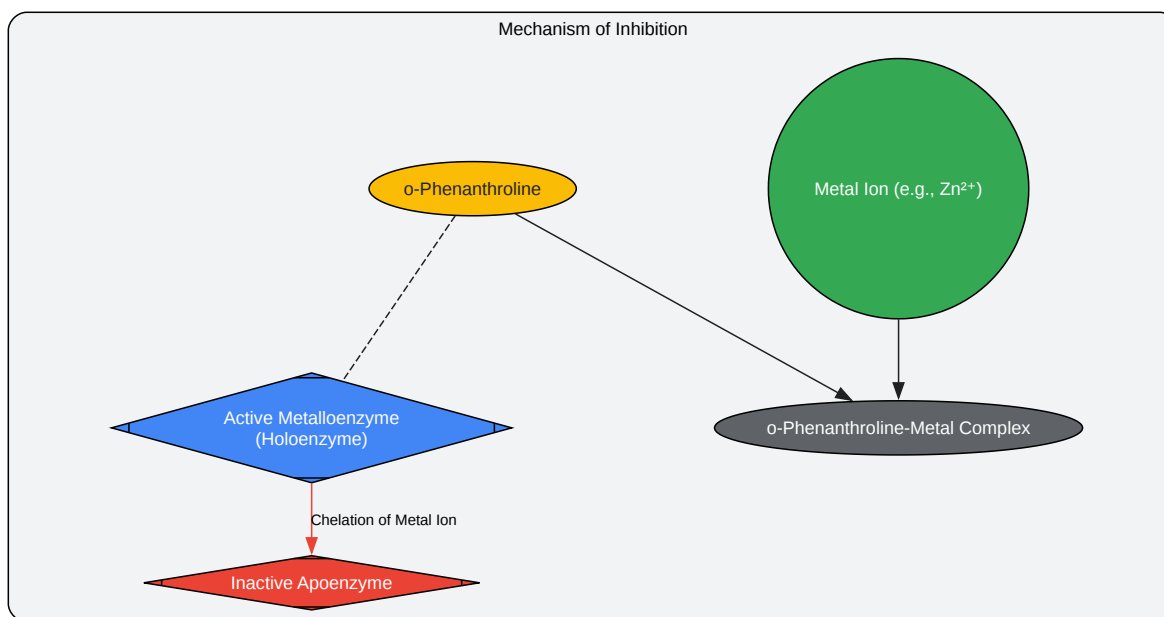 Mechanism of Inhibition
o-Phenanthroline
Metal Ion (e.g., Zn²⁺)
Active Metalloenzyme
(Holoenzyme)
o-Phenanthroline-Metal Complex
Chelation of Metal Ion
Inactive Apoenzyme